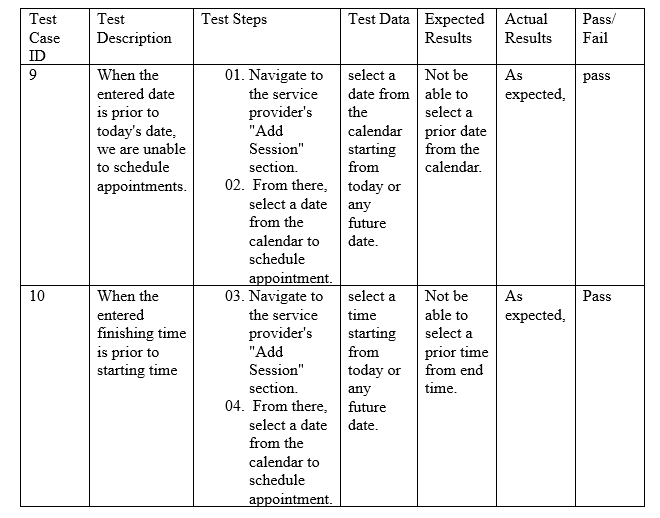 Test Case ID
Test Description
Test Steps
Test Data
Expected Results
Actual Results
Pass/ Fail
9
When the
entered date
is prior to
today's date,
we are unable
to schedule
appointments.
01. Navigate to
the service
provider's
"Add
Session"
section.
02. From there,
select a date
from the
calendar to
schedule
appointment.
select a
date from
the
calendar
starting
from
today or
any
future
date.
Not be
able to
select a
prior date
from the
calendar.
As
expected,
pass
10
When the
entered
finishing time
is prior to
starting time
03. Navigate to
the service
provider's
"Add
Session"
section.
04. From there,
select a date
from the
calendar to
schedule
appointment.
select a
time
starting
from
today or
any
future
date.
Not be
able to
select a
prior time
from end
time.
As
expected,
Pass